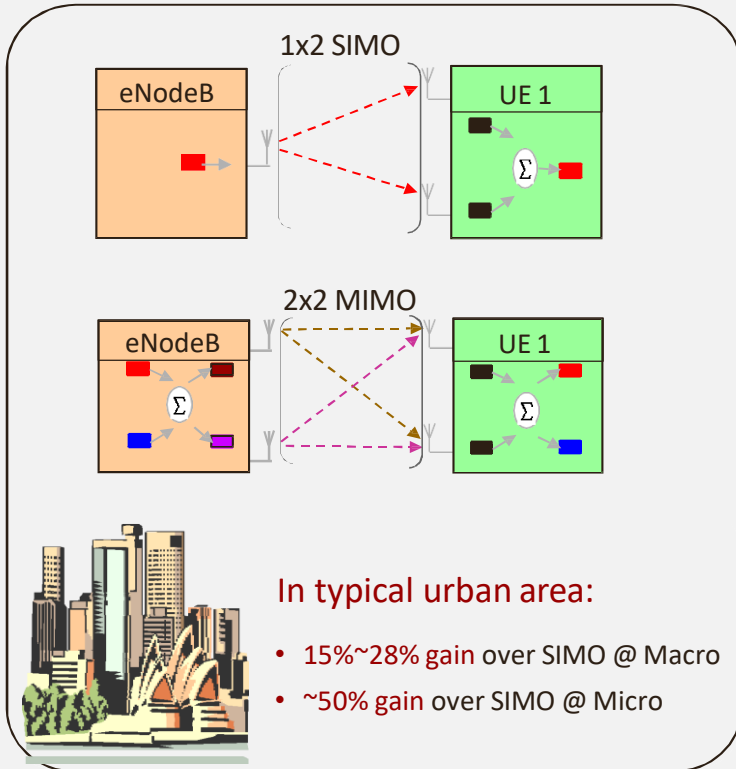 1x2 SIMO
eNodeB
UE 1
Σ
2x2 MIMO
eNodeB
UE 1
Σ
Σ
In typical urban area:
• 15%~28% gain over SIMO @ Macro
• ~50% gain over SIMO @ Micro